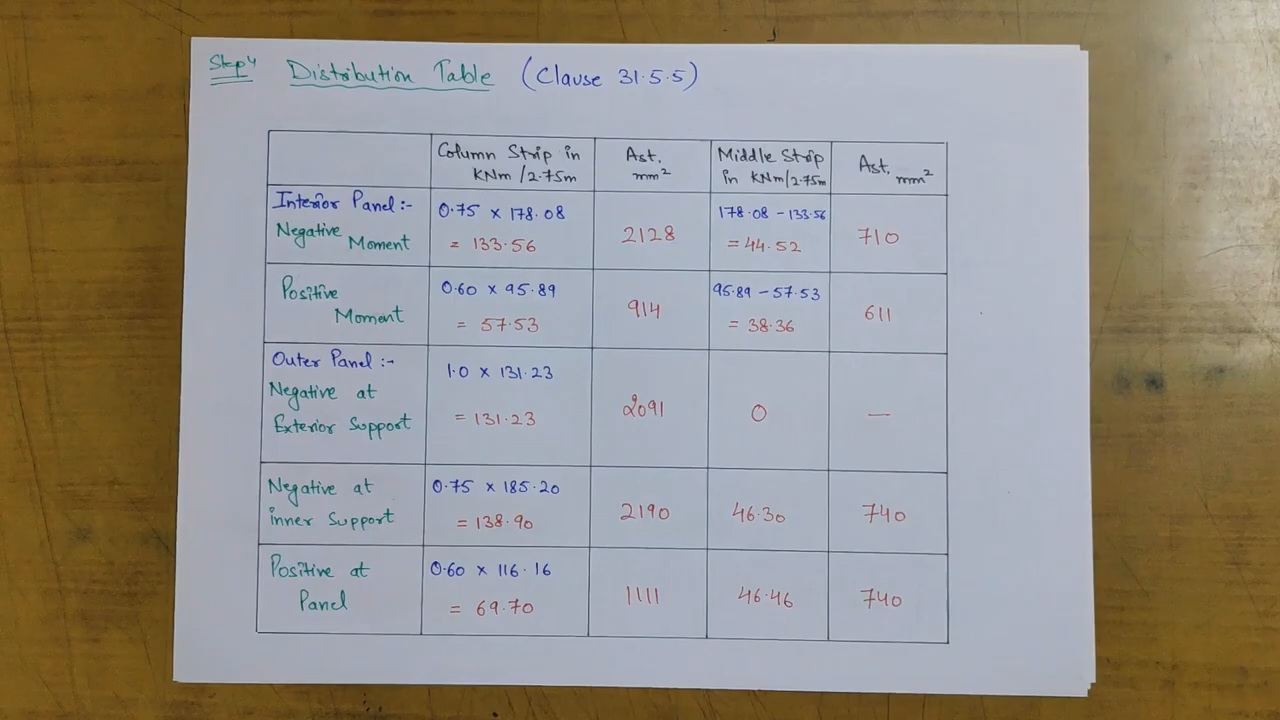 Step 4 Distribution Table (Clause 31.5.5)
Column Strip in Ast. Middle Strip Ast. mm²
KNm /2.75m mm² in KNm/2.75m
Interior Panel :- 0.75 x 178.08 178.08 - 133.56
Negative Moment = 133.56 2128 = 44.52 710
Positive 0.60 x 95.89 95.89 - 57.53
Moment = 57.53 914 = 38.36 611
Outer Panel :- 1.0 x 131.23
Negative at
Exterior Support = 131.23 2091 0 —
Negative at 0.75 x 185.20
inner Support = 138.90 2190 46.30 740
Positive at 0.60 x 116.16
Panel = 69.70 1111 46.46 740